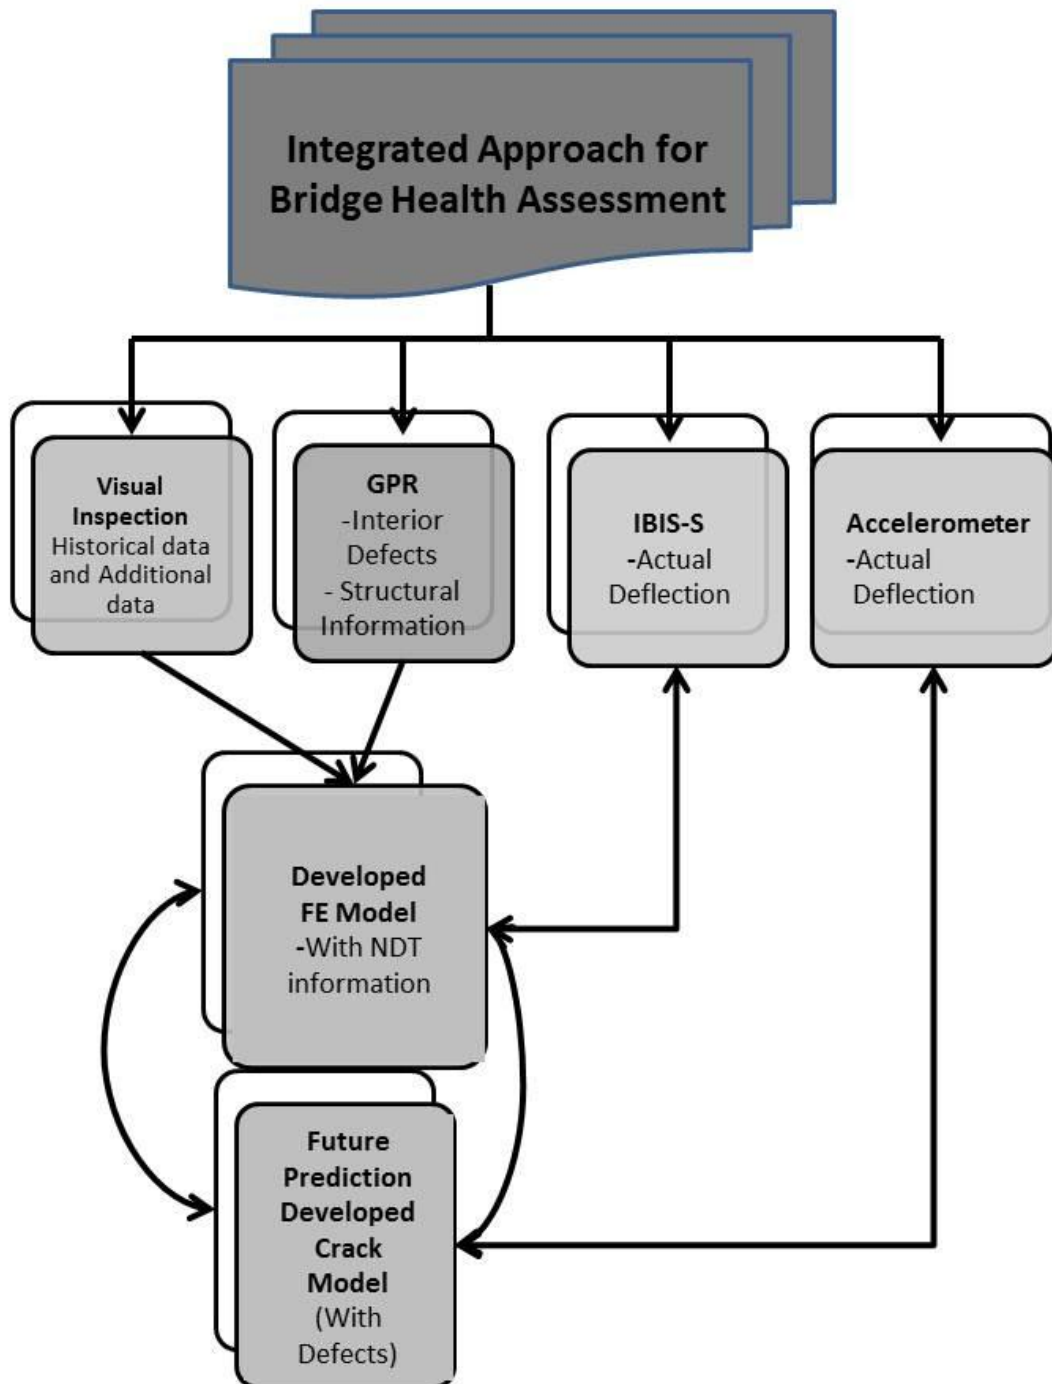 Integrated Approach for
Bridge Health Assessment
Visual
Inspection
Historical data
and Additional
data
GPR
-Interior
Defects
- Structural
Information
IBIS-S
-Actual
Deflection
Accelerometer
-Actual
Deflection
Developed
FE Model
-With NDT
information
Future
Prediction
Developed
Crack
Model
(With
Defects)